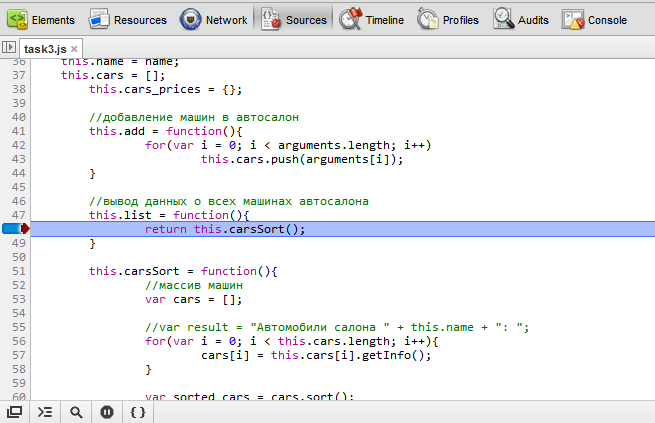 Elements Resources Network Sources Timeline Profiles Audits Console
task3.js ×
36 this.name = name;
37 this.cars = [];
38 this.cars_prices = {};
39
40 //добавление машин в автосалон
41 this.add = function(){
42 for(var i = 0; i < arguments.length; i++)
43 this.cars.push(arguments[i]);
44 }
45
46 //вывод данных о всех машинах автосалона
47 this.list = function(){
return this.carsSort();
49 }
50
51 this.carsSort = function(){
52 //массив машин
53 var cars = [];
54
55 //var result = "Автомобили салона " + this.name + ": ";
56 for(var i = 0; i < this.cars.length; i++){
57 cars[i] = this.cars[i].getInfo();
58 }
59
60 var sorted_cars = cars.sort();